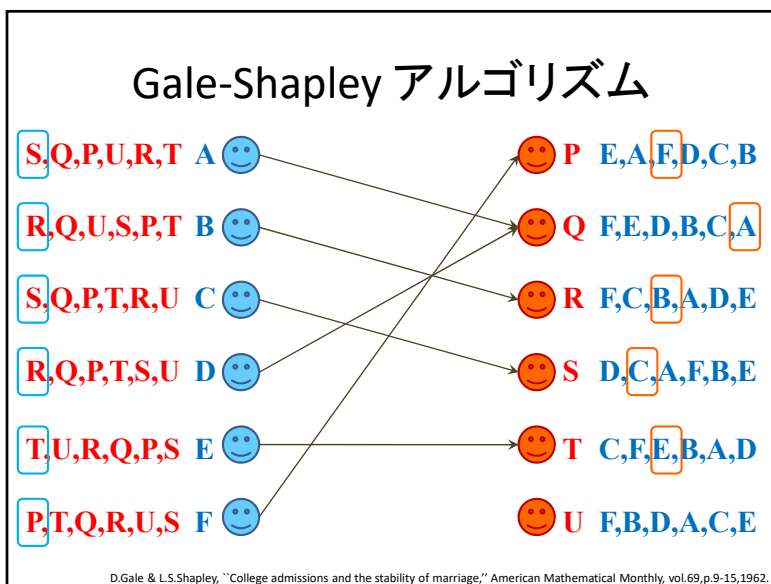 Gale-Shapley アルゴリズム
S,Q,P,U,R,T A P E,A,F,D,C,B
R,Q,U,S,P,T B Q F,E,D,B,C,A
S,Q,P,T,R,U C R F,C,B,A,D,E
R,Q,P,T,S,U D S D,C,A,F,B,E
T,U,R,Q,P,S E T C,F,E,B,A,D
P,T,Q,R,U,S F U F,B,D,A,C,E
D.Gale & L.S.Shapley, ``College admissions and the stability of marriage,'' American Mathematical Monthly, vol.69,p.9-15,1962.